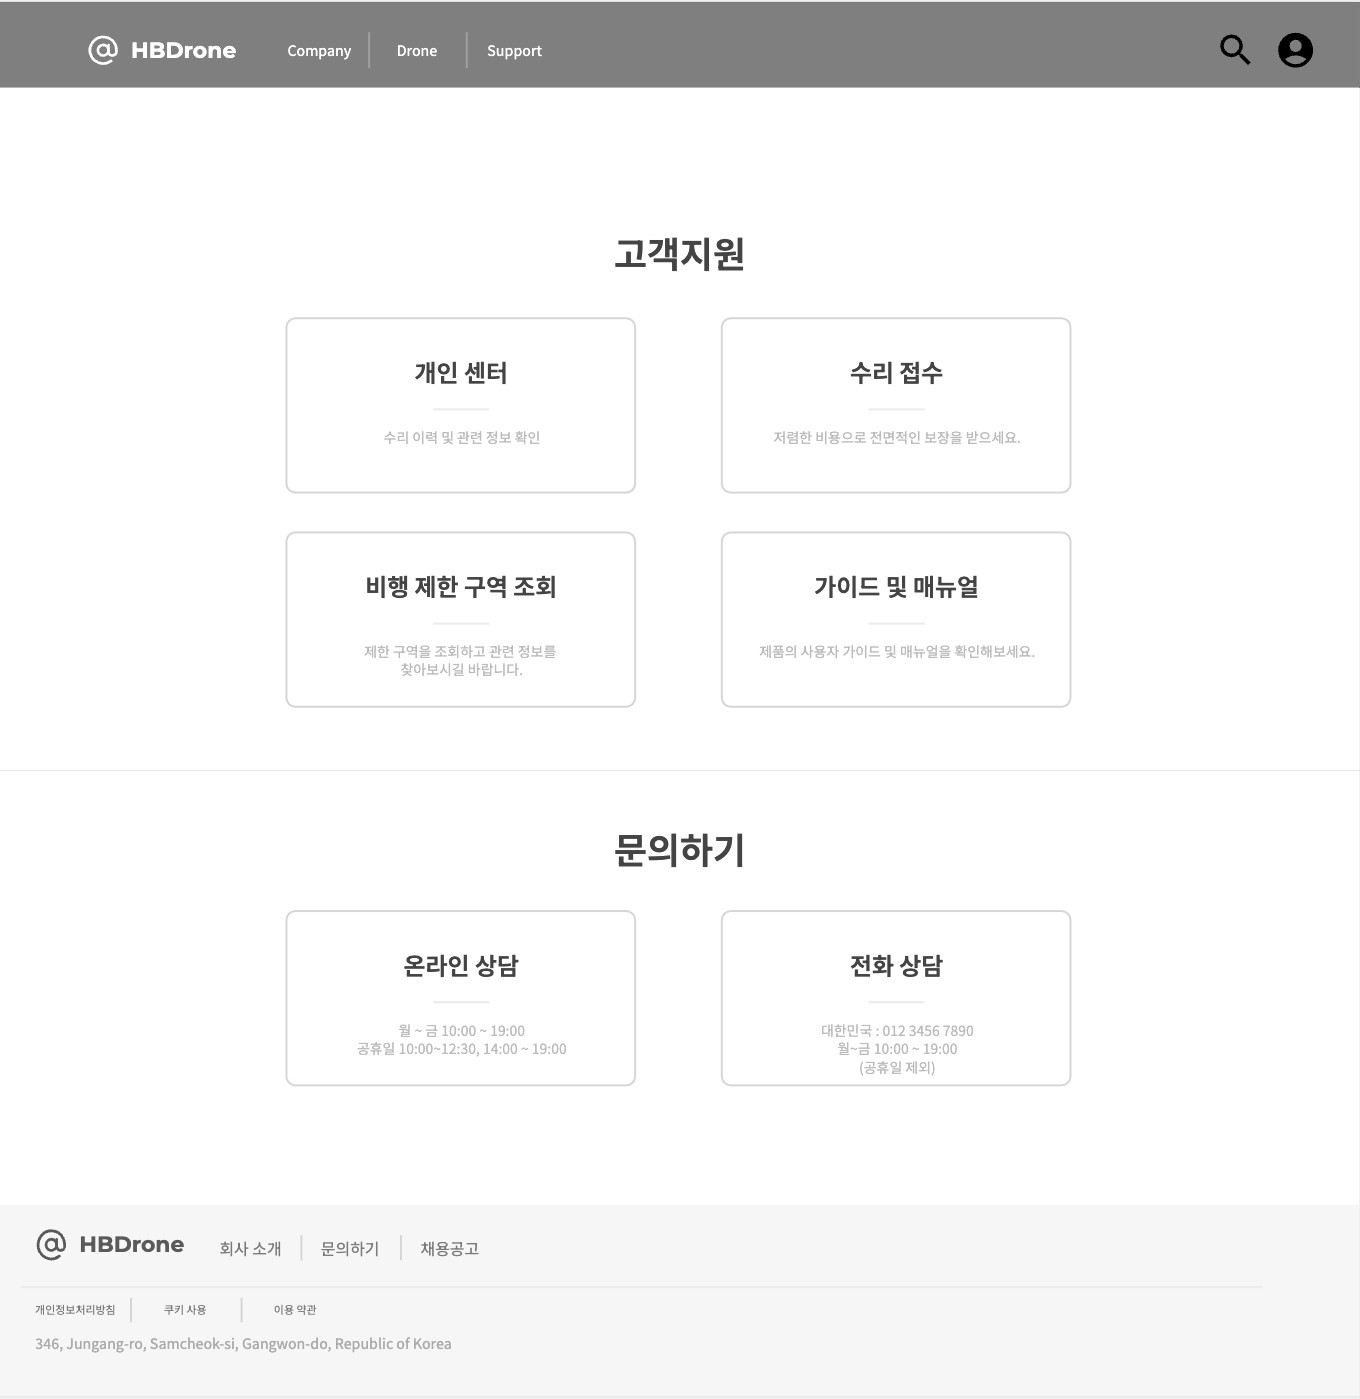 @ HBDrone
Company
Drone
Support
고객지원
개인 센터
수리 이력 및 관련 정보 확인
수리 접수
저렴한 비용으로 전면적인 보장을 받으세요.
비행 제한 구역 조회
제한 구역을 조회하고 관련 정보를
찾아보시길 바랍니다.
가이드 및 매뉴얼
제품의 사용자 가이드 및 매뉴얼을 확인해보세요.
문의하기
온라인 상담
월 ~ 금 10:00 ~ 19:00
공휴일 10:00~12:30, 14:00 ~ 19:00
전화 상담
대한민국 : 012 3456 7890
월~금 10:00 ~ 19:00
(공휴일 제외)
@ HBDrone
회사 소개
문의하기
채용공고
개인정보처리방침
쿠키 사용
이용 약관
346, Jungang-ro, Samcheok-si, Gangwon-do, Republic of Korea